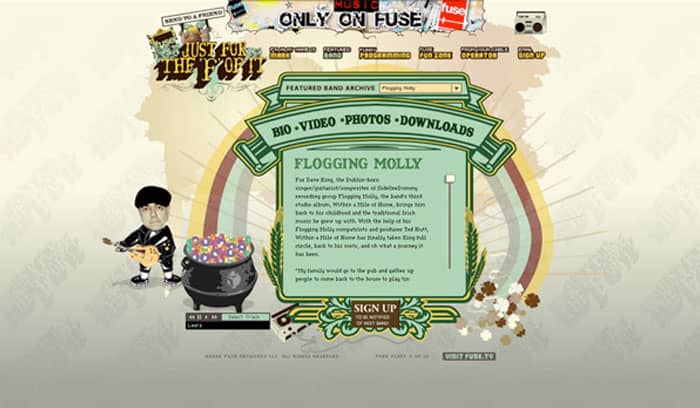 SEND TO A FRIEND
MUSIC
ONLY ON FUSE
fuse
JUST FOR
THE F OF IT
MARK
FEATURED
BAND
PROGRAMMING
FUSE
FUN ZONE
FROM YOUR CABLE
OPERATOR
EMAIL
SIGN UP
FEATURED BAND ARCHIVE
Flogging Molly
BIO • VIDEO • PHOTOS • DOWNLOADS
FLOGGING MOLLY
For Dave King, the Dublin-born
singer/guitarist/songwriter of SideOneDummy
recording group Flogging Molly, the band's third
studio album, Within a Mile of Home, brings him
back to his childhood and the traditional Irish
music he grew up with. With the help of his
Flogging Molly compatriots and producer Ted Hutt,
Within a Mile of Home has finally taken King full
circle, back to his roots, and oh what a journey it
has been.
"My family would go to the pub and gather up
people to come back to the house to play tin
Select Track
Laura
SIGN UP
TO BE NOTIFIED
OF NEXT BAND
FUSE NETWORKS LLC. ALL RIGHTS RESERVED.
VISIT FUSE.TV